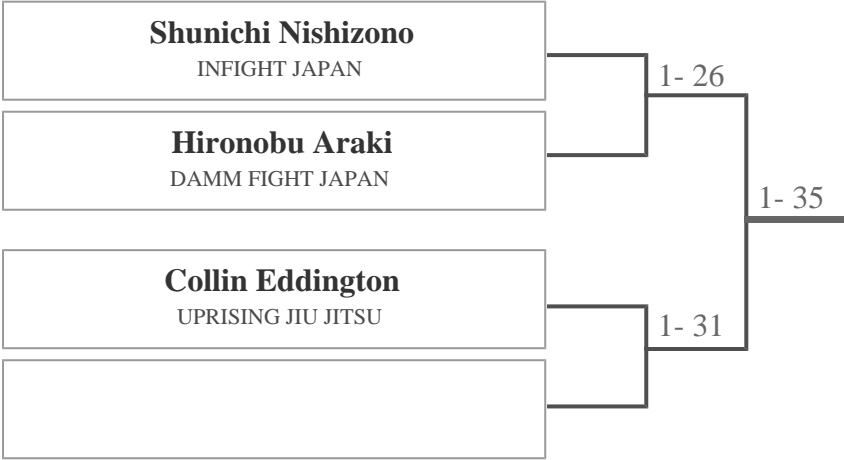 Shunichi Nishizono
INFIGHT JAPAN
1- 26
Hironobu Araki
DAMM FIGHT JAPAN
1- 35
Collin Eddington
UPRISING JIU JITSU
1- 31